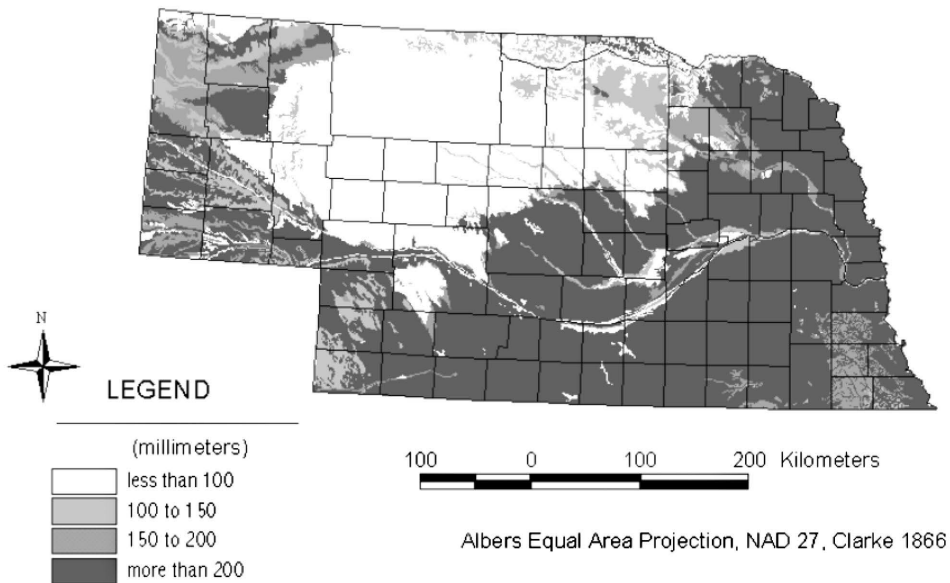 N
LEGEND
(millimeters)
less than 100
100 to 150
150 to 200
more than 200
100 0 100 200 Kilometers
Albers Equal Area Projection, NAD 27, Clarke 1866